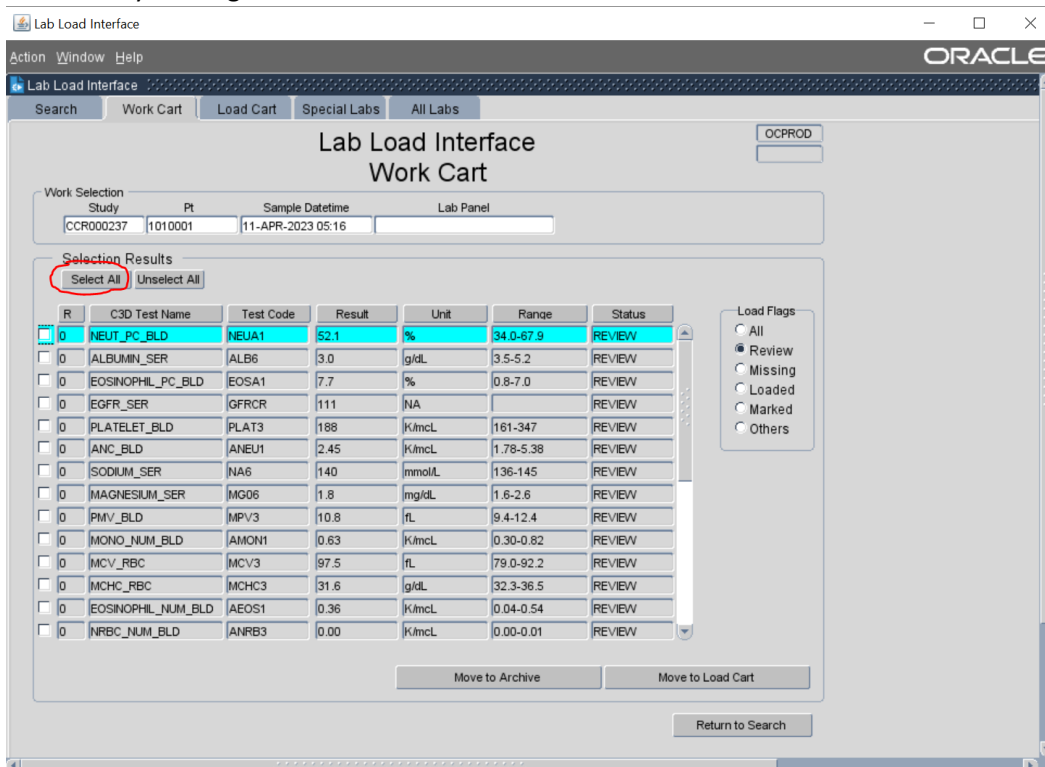 Lab Load Interface
Action Window Help
ORACLE
Lab Load Interface
Search Work Cart Load Cart Special Labs All Labs
Lab Load Interface
Work Cart
OCPROD
Work Selection
Study Pt Sample Datetime Lab Panel
CCR000237 1010001 11-APR-2023 05:16
Selection Results
Select All Unselect All
R C3D Test Name Test Code Result Unit Range Status
0 NEUT_PC_BLD NEUA1 52.1 % 34.0-67.9 REVIEW
0 ALBUMIN_SER ALB6 3.0 g/dL 3.5-5.2 REVIEW
0 EOSINOPHIL_PC_BLD EOSA1 7.7 % 0.8-7.0 REVIEW
0 EGFR_SER GFRCR 111 NA REVIEW
0 PLATELET_BLD PLAT3 188 K/mcL 161-347 REVIEW
0 ANC_BLD ANEU1 2.45 K/mcL 1.78-5.38 REVIEW
0 SODIUM_SER NA6 140 mmol/L 136-145 REVIEW
0 MAGNESIUM_SER MG06 1.8 mg/dL 1.6-2.6 REVIEW
0 PMV_BLD MPV3 10.8 fL 9.4-12.4 REVIEW
0 MONO_NUM_BLD AMON1 0.63 K/mcL 0.30-0.82 REVIEW
0 MCV_RBC MCV3 97.5 fL 79.0-92.2 REVIEW
0 MCHC_RBC MCHC3 31.6 g/dL 32.3-36.5 REVIEW
0 EOSINOPHIL_NUM_BLD AEOS1 0.36 K/mcL 0.04-0.54 REVIEW
0 NRBC_NUM_BLD ANRB3 0.00 K/mcL 0.00-0.01 REVIEW
Load Flags
All
Review
Missing
Loaded
Marked
Others
Move to Archive Move to Load Cart
Return to Search